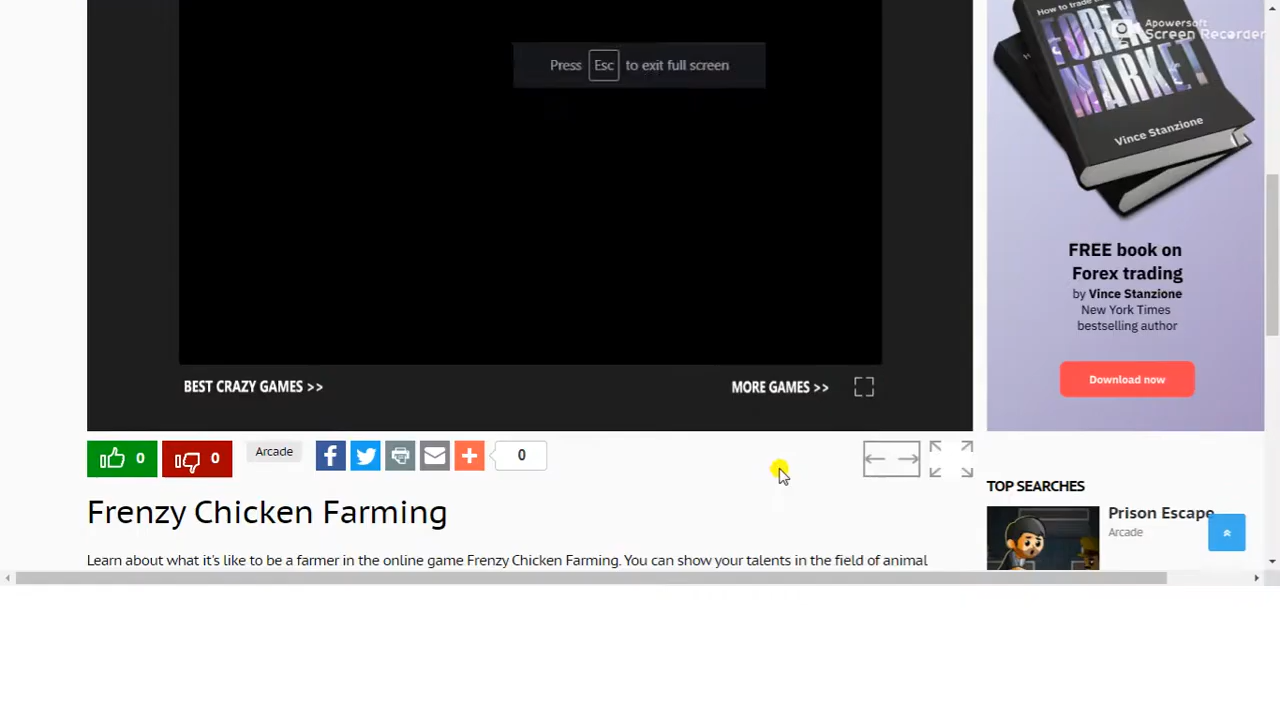 How to trade
FOREX
MARKET
Vince Stanzione
Apowersoft
Screen Recorder
Press Esc to exit full screen
FREE book on
Forex trading
by Vince Stanzione
New York Times
bestselling author
Download now
BEST CRAZY GAMES >>
MORE GAMES >>
0
0
Arcade
0
TOP SEARCHES
Prison Escape
Arcade
Frenzy Chicken Farming
Learn about what it's like to be a farmer in the online game Frenzy Chicken Farming. You can show your talents in the field of animal